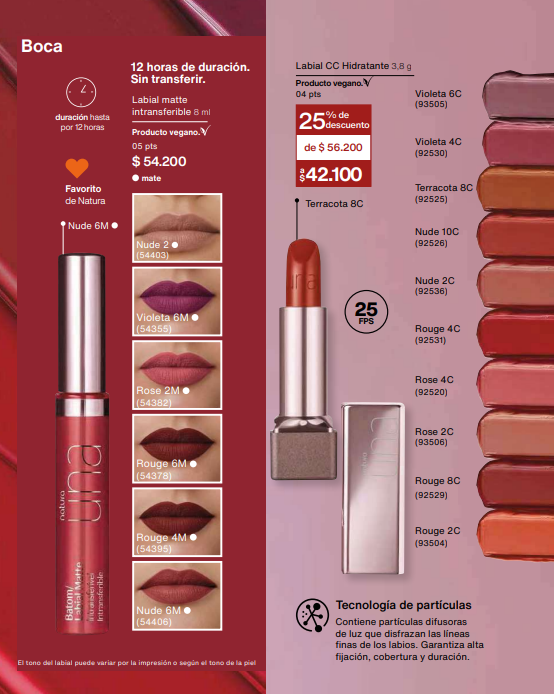 Boca
duración hasta
por 12 horas
Favorito
de Natura
12 horas de duración.
Sin transferir.
Labial matte
intransferible 8 ml
Producto vegano.
05 pts
$ 54.200
mate
Nude 6M
Nude 2
(54403)
Violeta 6M
(54355)
Rose 2M
(54382)
Rouge 6M
(54378)
Rouge 4M
(54395)
Nude 6M
(54406)
natura
una
Batom/
Labial Matte
Intransferible
El tono del labial puede variar por la impresión o según el tono de la piel
Labial CC Hidratante 3,8 g
Producto vegano.
04 pts
25% de
descuento
de $ 56.200
a
$42.100
Terracota 8C
una
25
FPS
una
Violeta 6C
(93505)
Violeta 4C
(92530)
Terracota 8C
(92525)
Nude 10C
(92526)
Nude 2C
(92536)
Rouge 4C
(92531)
Rose 4C
(92520)
Rose 2C
(93506)
Rouge 8C
(92529)
Rouge 2C
(93504)
Tecnología de partículas
Contiene partículas difusoras
de luz que disfrazan las líneas
finas de los labios. Garantiza alta
fijación, cobertura y duración.